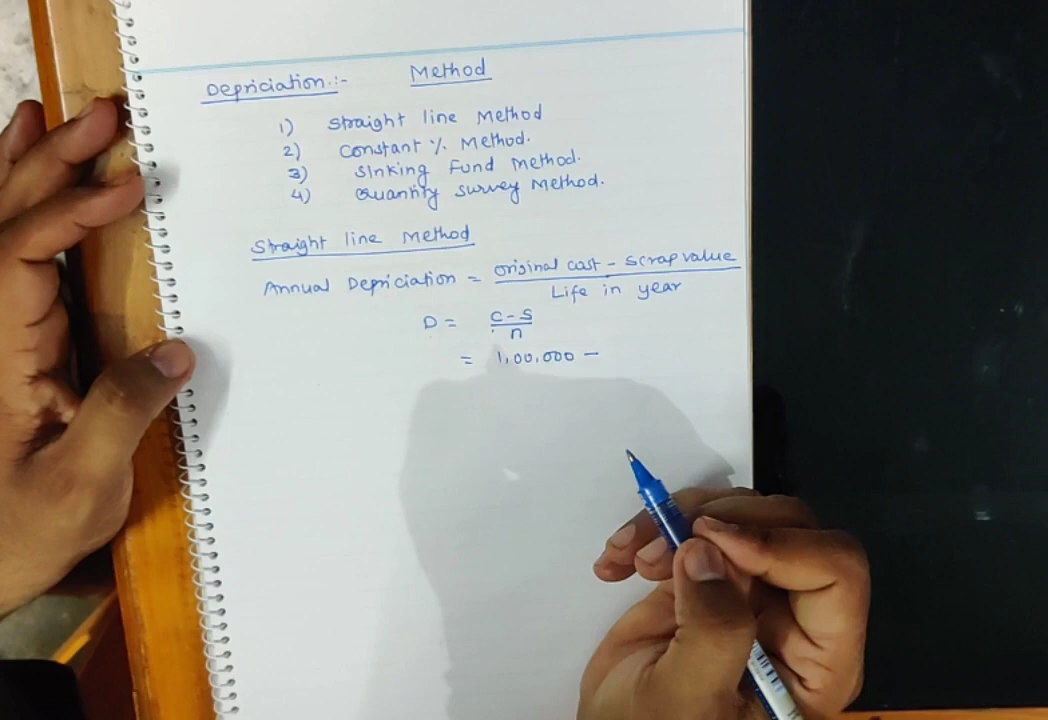 Depriciation :- Method
1) Straight line Method
2) Constant % Method.
3) Sinking Fund Method.
4) Quantity Survey Method.
Straight line Method
Annual Depriciation = Original cost - Scrap value
Life in year
D = C - S
n
= 1,00,000 -